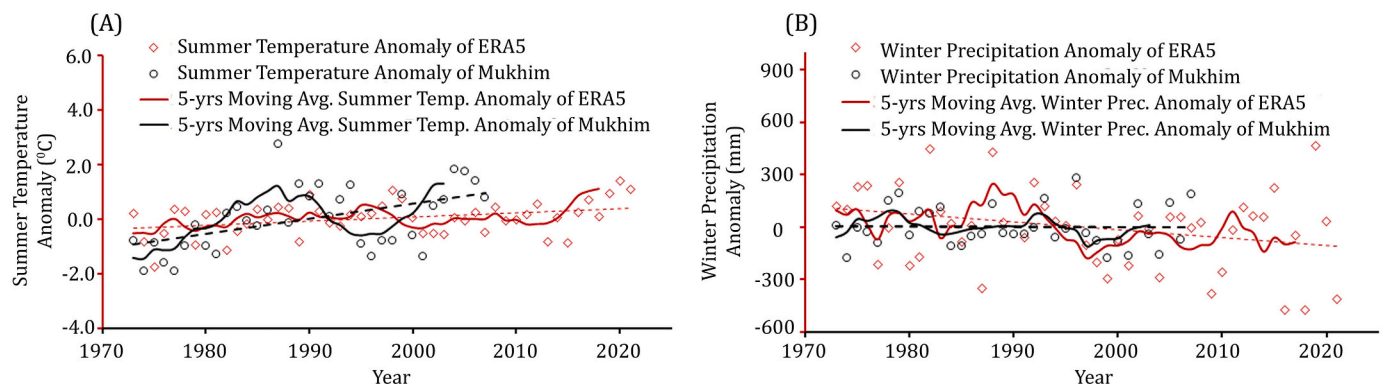 (A)
Summer Temperature Anomaly of ERA5
Summer Temperature Anomaly of Mukhim
5-yrs Moving Avg. Summer Temp. Anomaly of ERA5
5-yrs Moving Avg. Summer Temp. Anomaly of Mukhim
Summer Temperature
Anomaly (⁰C)
6.0
4.0
2.0
0.0
-2.0
-4.0
1970
1980
1990
2000
2010
2020
Year
(B)
Winter Precipitation Anomaly of ERA5
Winter Precipitation Anomaly of Mukhim
5-yrs Moving Avg. Winter Prec. Anomaly of ERA5
5-yrs Moving Avg. Winter Prec. Anomaly of Mukhim
Winter Precipitation
Anomaly (mm)
900
600
300
0
-300
-600
1970
1980
1990
2000
2010
2020
Year